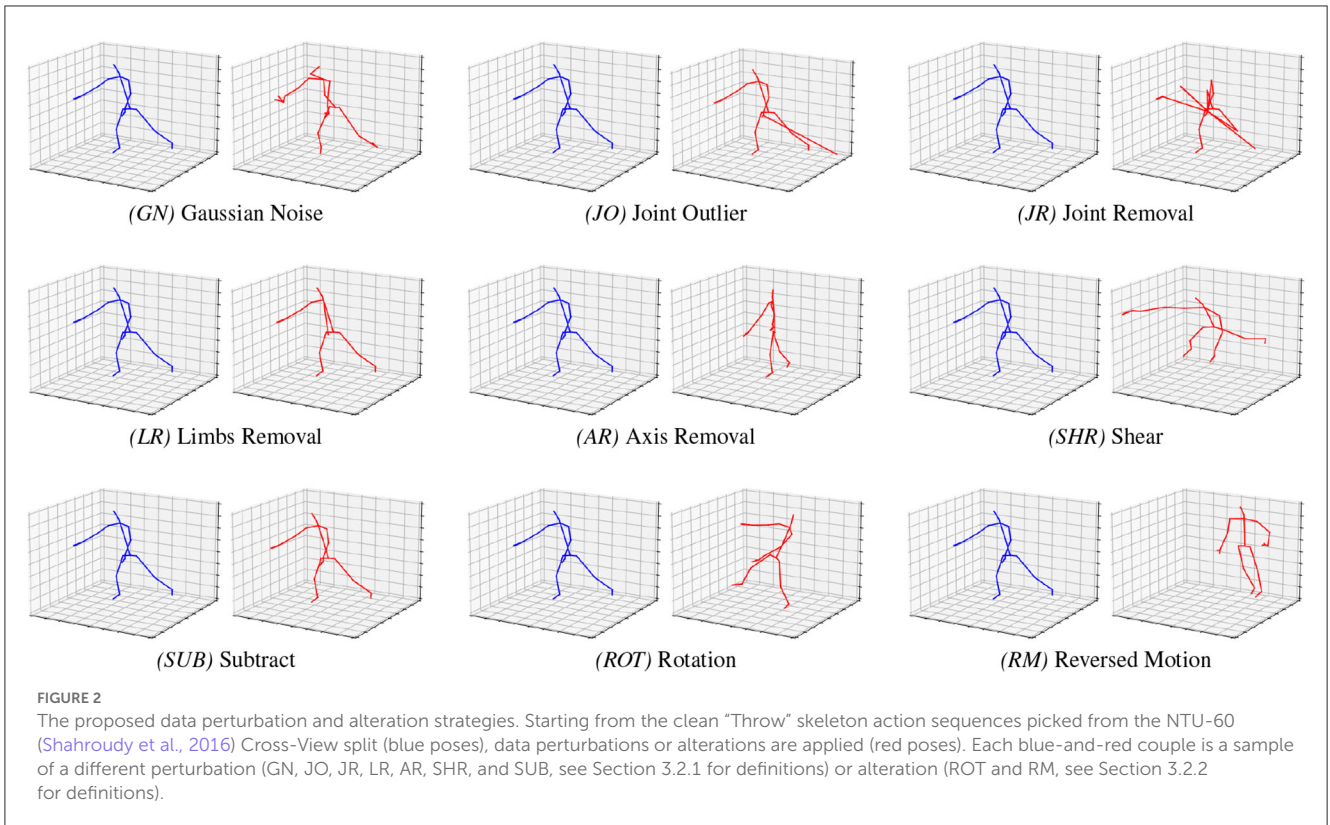 (GN) Gaussian Noise
(JO) Joint Outlier
(JR) Joint Removal
(LR) Limbs Removal
(AR) Axis Removal
(SHR) Shear
(SUB) Subtract
(ROT) Rotation
(RM) Reversed Motion
FIGURE 2
The proposed data perturbation and alteration strategies. Starting from the clean “Throw” skeleton action sequences picked from the NTU-60
(Shahroudy et al., 2016) Cross-View split (blue poses), data perturbations or alterations are applied (red poses). Each blue-and-red couple is a sample
of a different perturbation (GN, JO, JR, LR, AR, SHR, and SUB, see Section 3.2.1 for definitions) or alteration (ROT and RM, see Section 3.2.2
for definitions).